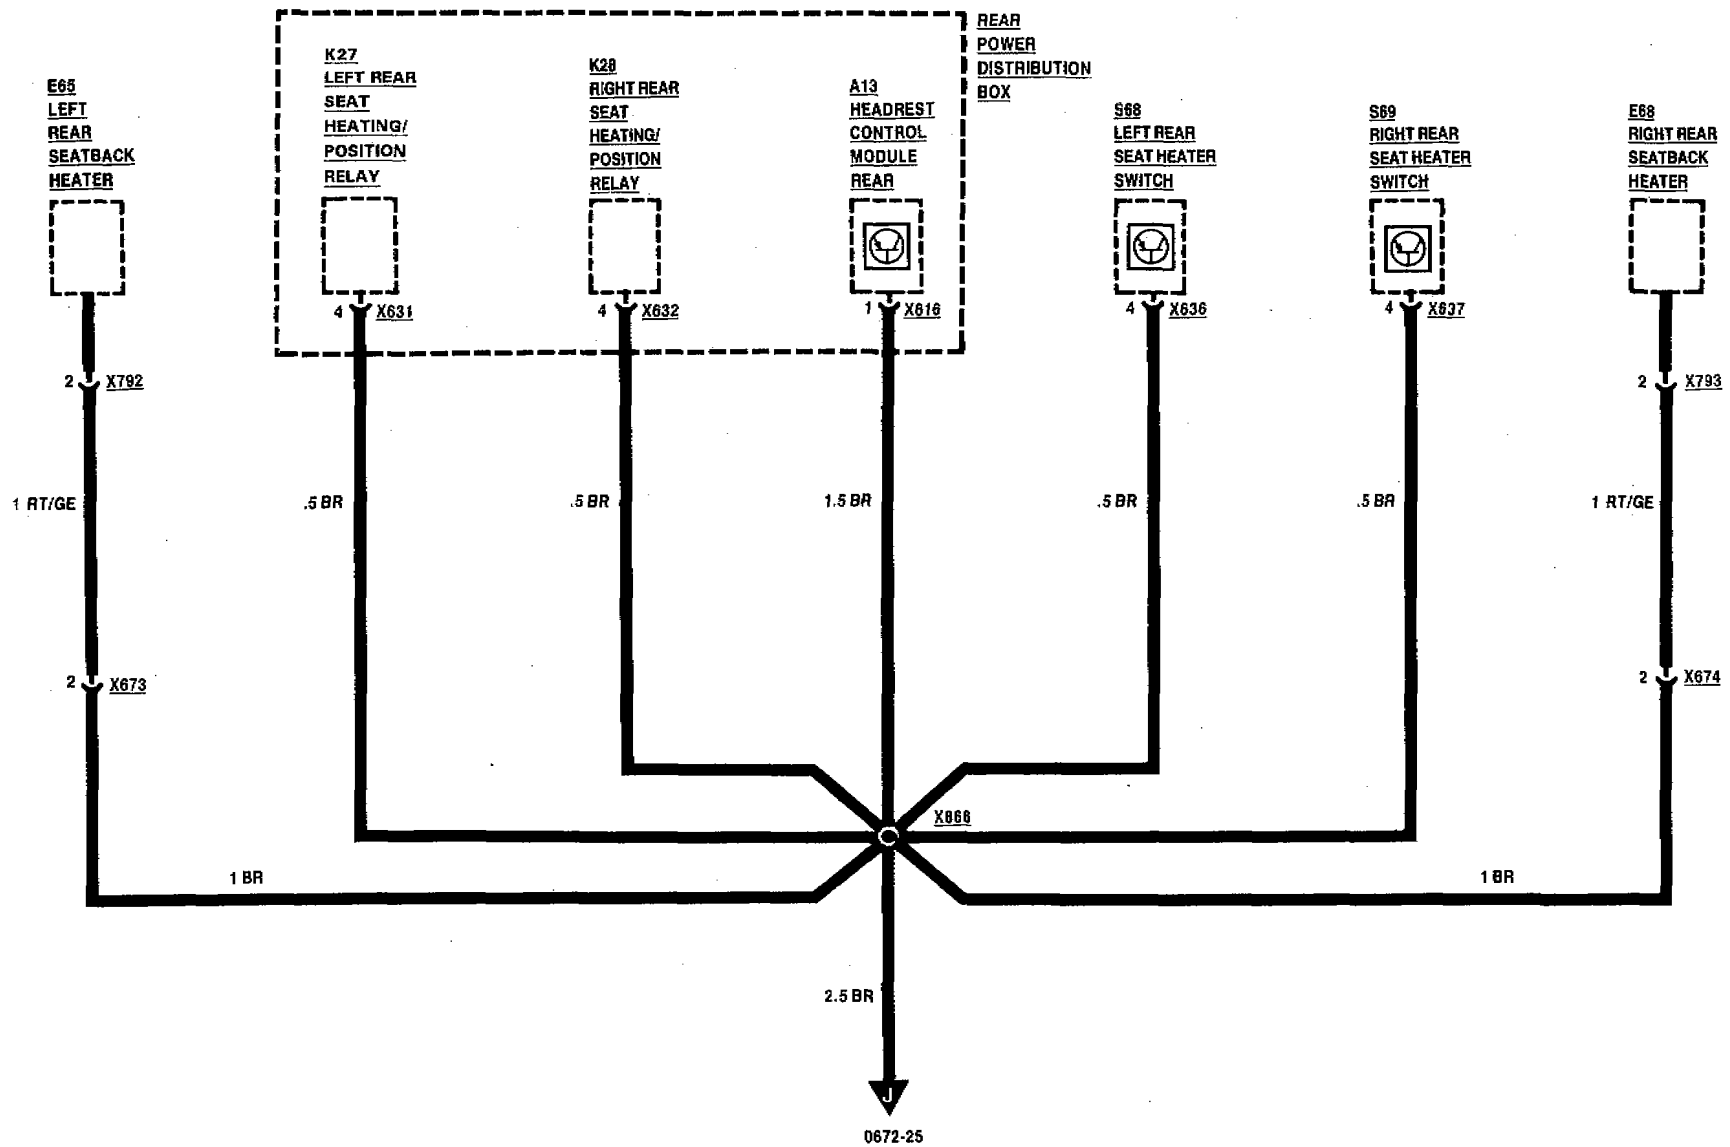 REAR
POWER
DISTRIBUTION
BOX
E65
LEFT
REAR
SEATBACK
HEATER
K27
LEFT REAR
SEAT
HEATING/
POSITION
RELAY
K28
RIGHT REAR
SEAT
HEATING/
POSITION
RELAY
A13
HEADREST
CONTROL
MODULE
REAR
S68
LEFT REAR
SEAT HEATER
SWITCH
S69
RIGHT REAR
SEAT HEATER
SWITCH
E68
RIGHT REAR
SEATBACK
HEATER
4 X631
4 X632
1 X616
4 X636
4 X637
2 X792
2 X793
1 RT/GE
.5 BR
.5 BR
1.5 BR
.5 BR
.5 BR
1 RT/GE
2 X673
2 X674
X866
1 BR
1 BR
2.5 BR
J
0672-25